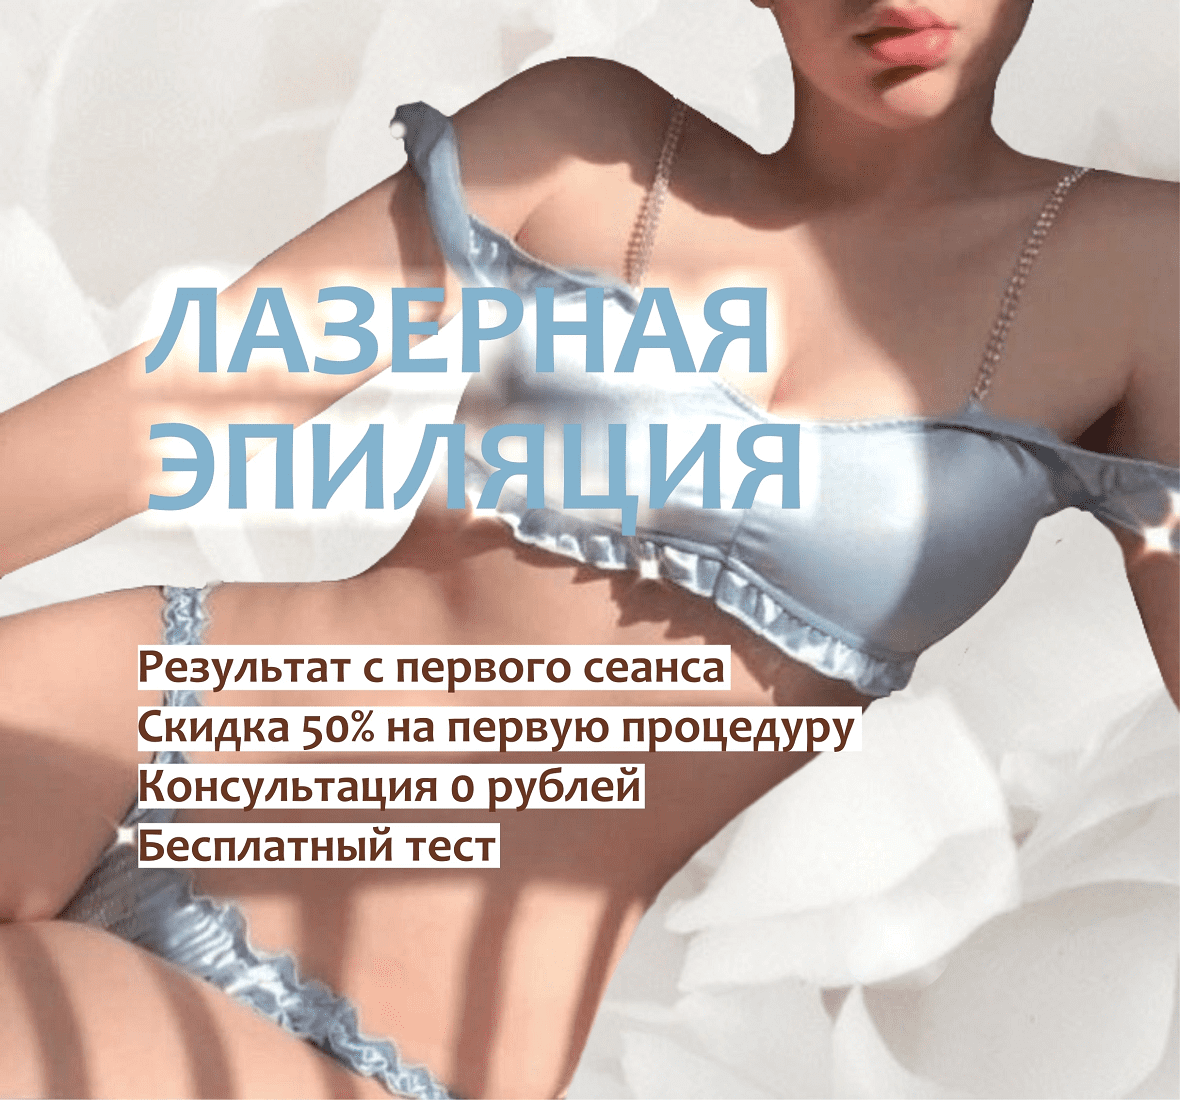 ЛАЗЕРНАЯ
ЭПИЛЯЦИЯ
Результат с первого сеанса
Скидка 50% на первую процедуру
Консультация 0 рублей
Бесплатный тест